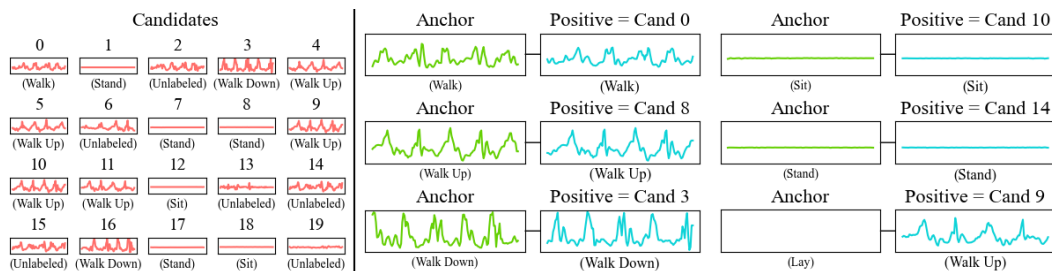 Candidates
0 1 2 3 4
(Walk) (Stand) (Unlabeled) (Walk Down) (Walk Up)
5 6 7 8 9
(Walk Up) (Unlabeled) (Stand) (Stand) (Walk Up)
10 11 12 13 14
(Walk Up) (Walk Up) (Sit) (Unlabeled) (Unlabeled)
15 16 17 18 19
(Unlabeled) (Walk Down) (Stand) (Sit) (Unlabeled)
Anchor Positive = Cand 0 Anchor Positive = Cand 10
(Walk) (Walk) (Sit) (Sit)
Anchor Positive = Cand 8 Anchor Positive = Cand 14
(Walk Up) (Walk Up) (Stand) (Stand)
Anchor Positive = Cand 3 Anchor Positive = Cand 9
(Walk Down) (Walk Down) (Lay) (Walk Up)